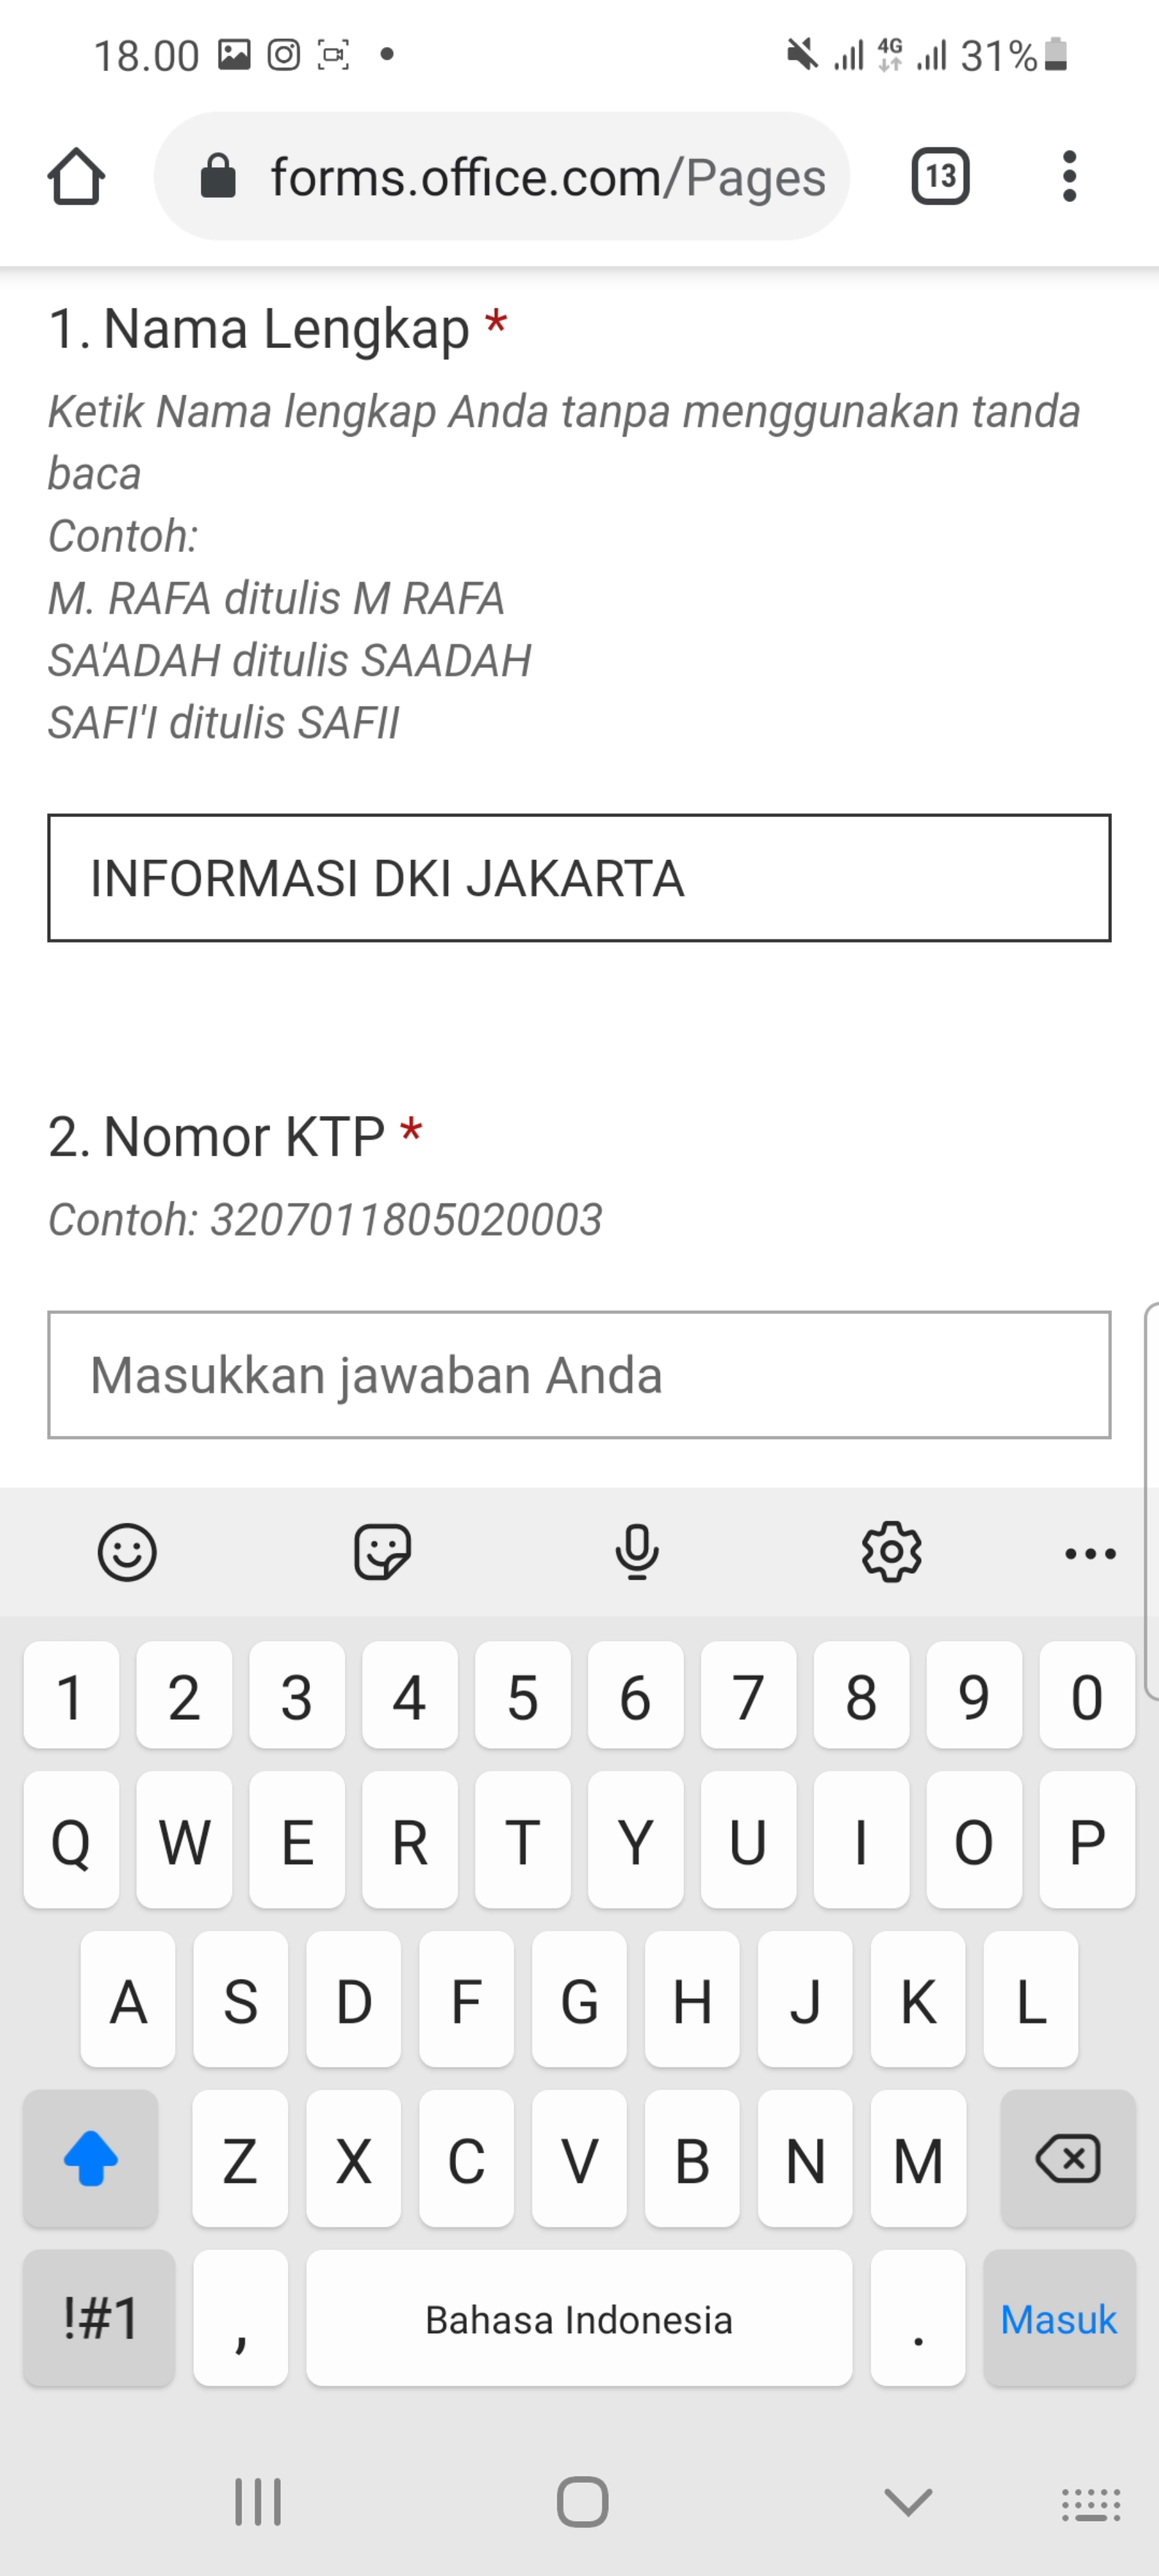 18.00 4G 31%
forms.office.com/Pages 13
1. Nama Lengkap *
Ketik Nama lengkap Anda tanpa menggunakan tanda
baca
Contoh:
M. RAFA ditulis M RAFA
SA'ADAH ditulis SAADAH
SAFI'I ditulis SAFII
INFORMASI DKI JAKARTA
2. Nomor KTP *
Contoh: 3207011805020003
Masukkan jawaban Anda
1 2 3 4 5 6 7 8 9 0
Q W E R T Y U I O P
A S D F G H J K L
Z X C V B N M
!#1 , Bahasa Indonesia . Masuk